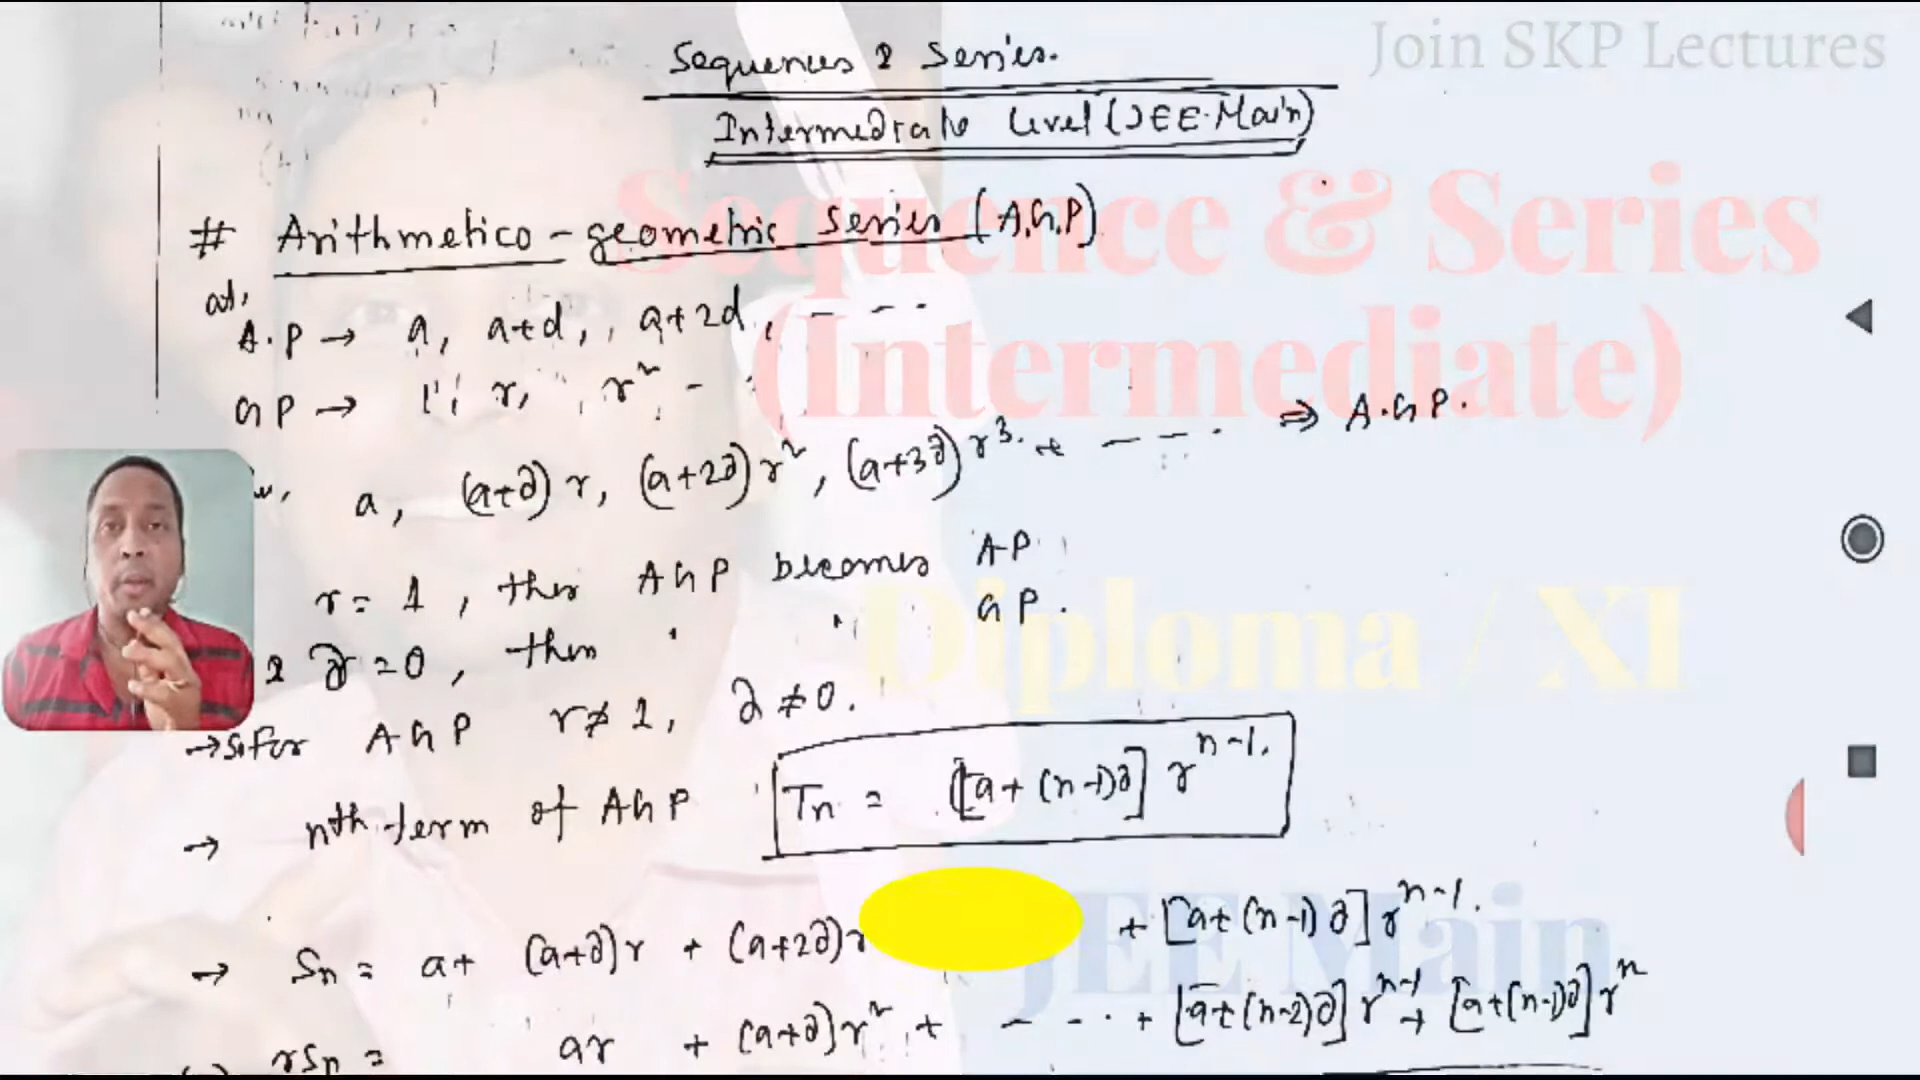 Join SKP Lectures
Sequences & Series.
Intermediate level (JEE-Main)
Sequence & Series
(Intermediate)
Diploma / XI
JEE Main
# Arithmetico-geometric series (A.G.P)
A.P → a, a+d, a+2d, - - -
GP → 1, r, r² -
a, (a+d)r, (a+2d)r², (a+3d)r³ + - - - - ⇒ A.G.P.
r = 1, then AGP becomes AP
& d = 0, then " " GP.
→ So for AGP r ≠ 1, d ≠ 0.
→ nth term of AGP Tn = [a+(n-1)d] r^{n-1}.
→ Sn = a + (a+d)r + (a+2d)r + [a+(n-1)d] r^{n-1}.
rSn = ar + (a+d)r² + - - - + [a+(n-2)d] r^{n-1} + [a+(n-1)d] r^n